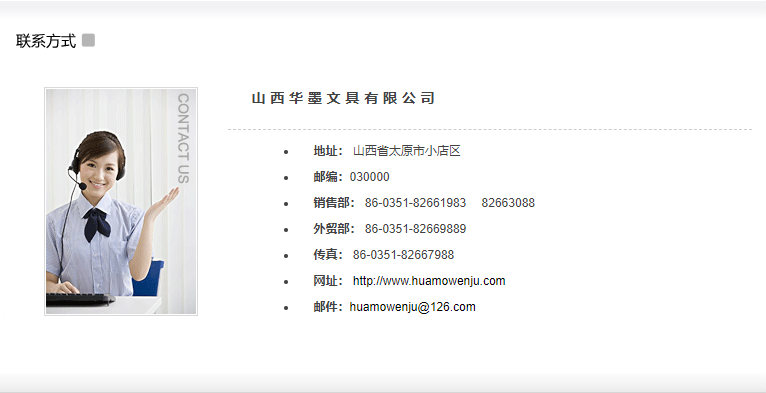 联系方式
CONTACT US
山西华墨文具有限公司
地址： 山西省太原市小店区
邮编：030000
销售部： 86-0351-82661983 82663088
外贸部： 86-0351-82669889
传真： 86-0351-82667988
网址： http://www.huamowenju.com
邮件：huamowenju@126.com